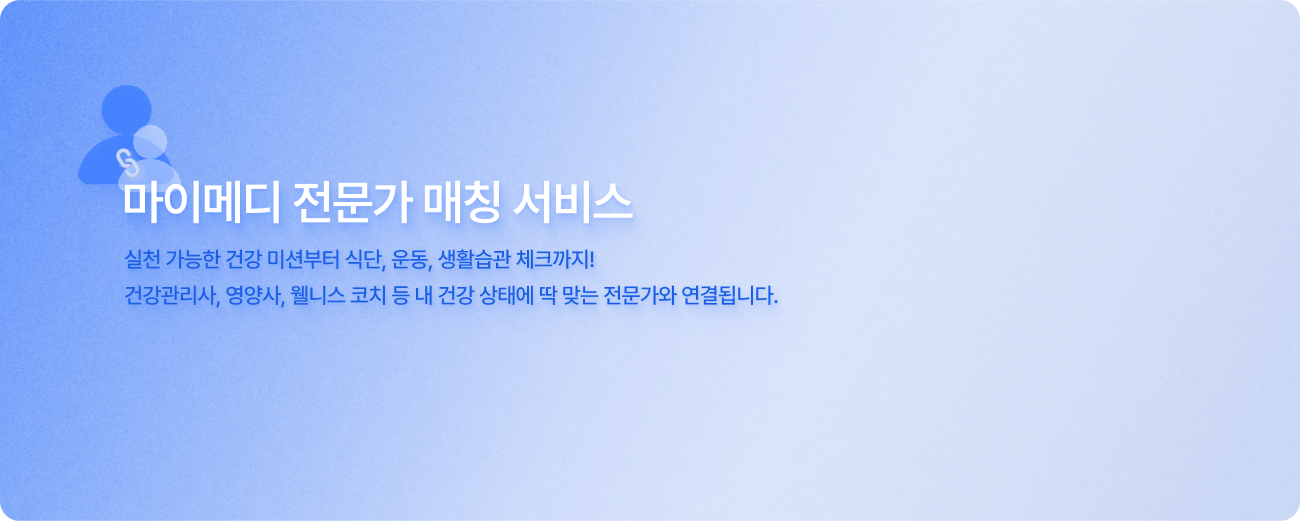 마이메디 전문가 매칭 서비스
실천 가능한 건강 미션부터 식단, 운동, 생활습관 체크까지!
건강관리사, 영양사, 웰니스 코치 등 내 건강 상태에 딱 맞는 전문가와 연결됩니다.